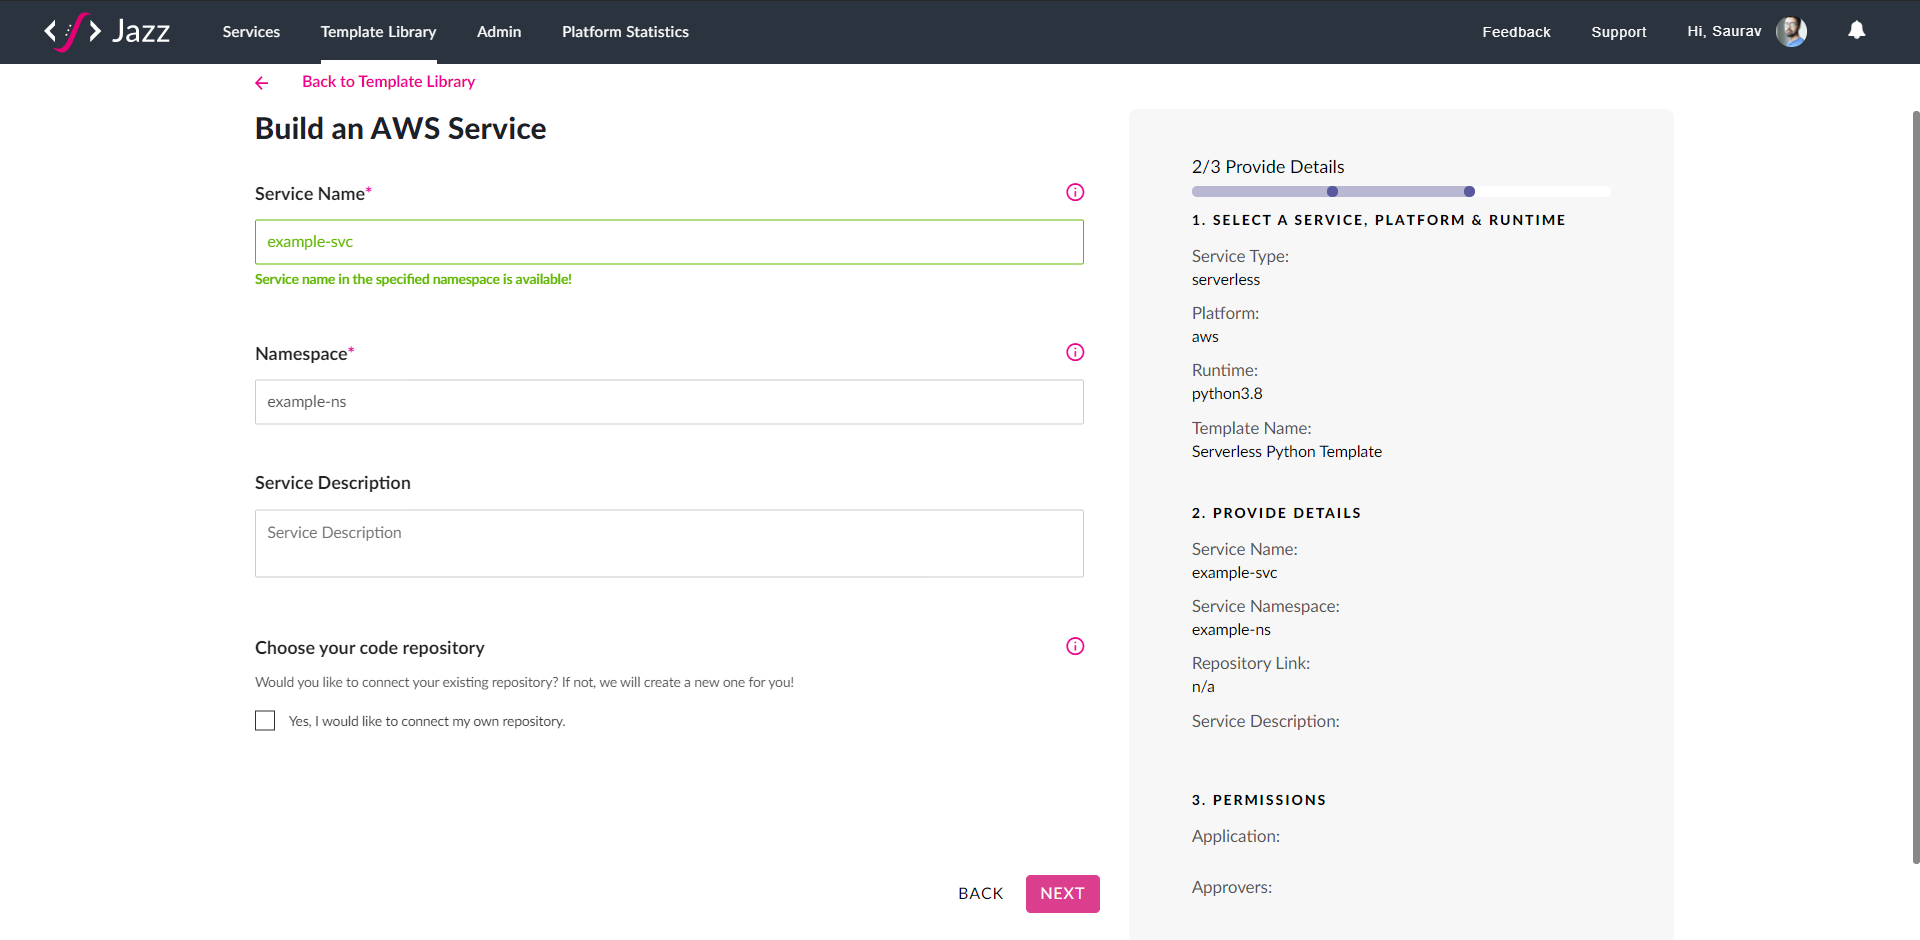 Jazz
Services
Template Library
Admin
Platform Statistics
Feedback
Support
Hi, Saurav
Back to Template Library
Build an AWS Service
Service Name*
example-svc
Service name in the specified namespace is available!
Namespace*
example-ns
Service Description
Service Description
Choose your code repository
Would you like to connect your existing repository? If not, we will create a new one for you!
Yes, I would like to connect my own repository.
BACK
NEXT
2/3 Provide Details
1. SELECT A SERVICE, PLATFORM & RUNTIME
Service Type:
serverless
Platform:
aws
Runtime:
python3.8
Template Name:
Serverless Python Template
2. PROVIDE DETAILS
Service Name:
example-svc
Service Namespace:
example-ns
Repository Link:
n/a
Service Description:
3. PERMISSIONS
Application:
Approvers: